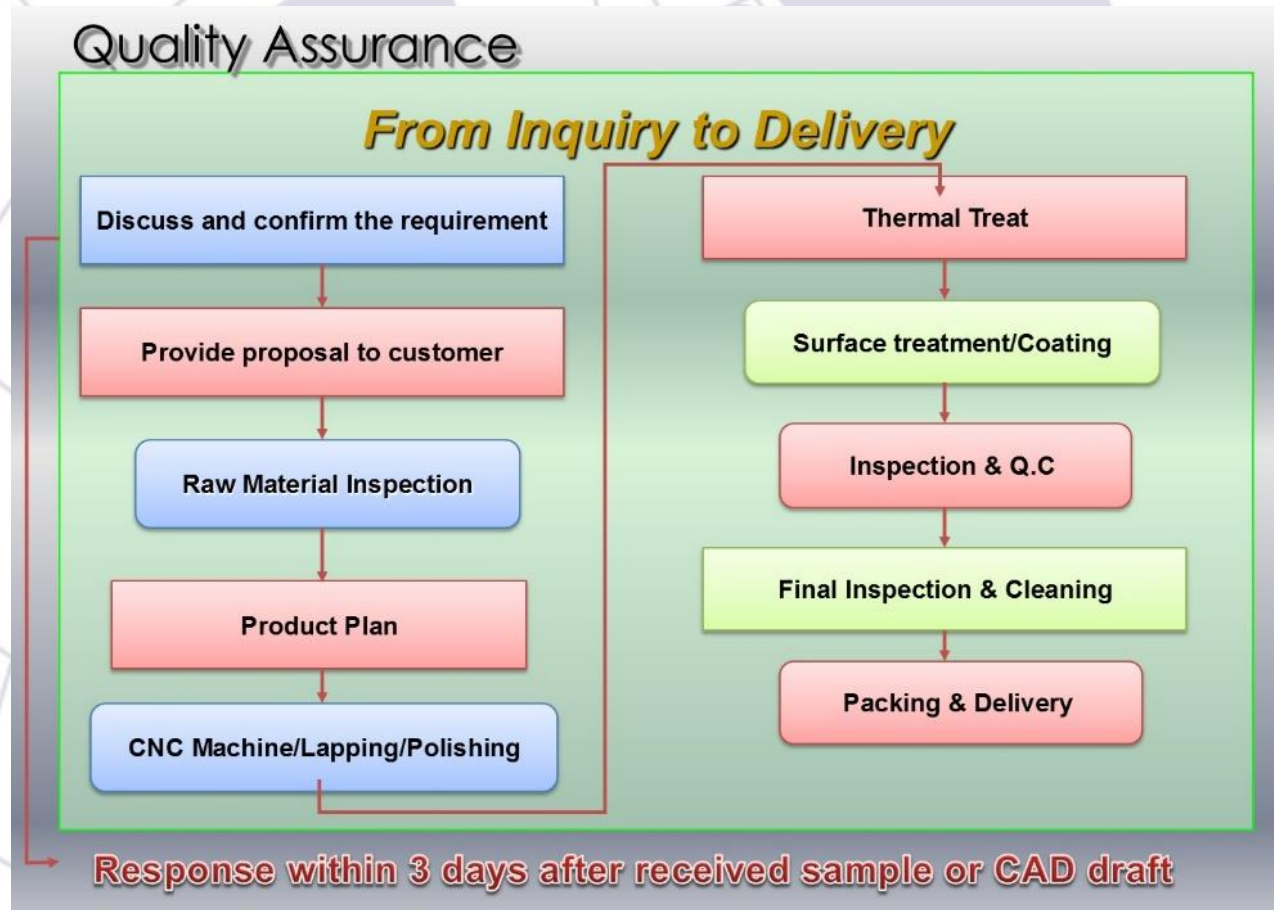 Quality Assurance
From Inquiry to Delivery
Discuss and confirm the requirement
Provide proposal to customer
Raw Material Inspection
Product Plan
CNC Machine/Lapping/Polishing
Thermal Treat
Surface treatment/Coating
Inspection & Q.C
Final Inspection & Cleaning
Packing & Delivery
Response within 3 days after received sample or CAD draft